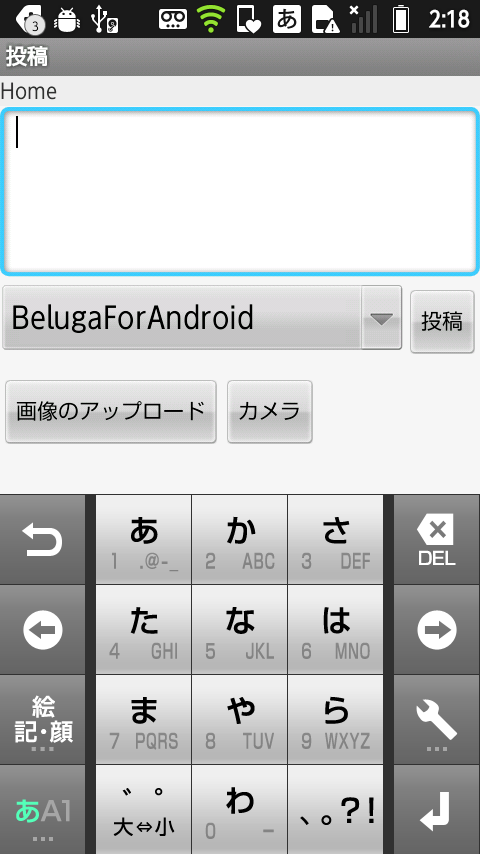 3 あ 2:18
投稿
Home
BelugaForAndroid 投稿
画像のアップロード カメラ
あ か さ DEL
1 .@-_ 2 ABC 3 DEF
た な は
4 GHI 5 JKL 6 MNO
絵 ま や ら
記・顔 7 PQRS 8 TUV 9 WXYZ
あA1 ゛ ゜ わ 、。?!
大⇔小 0 ー